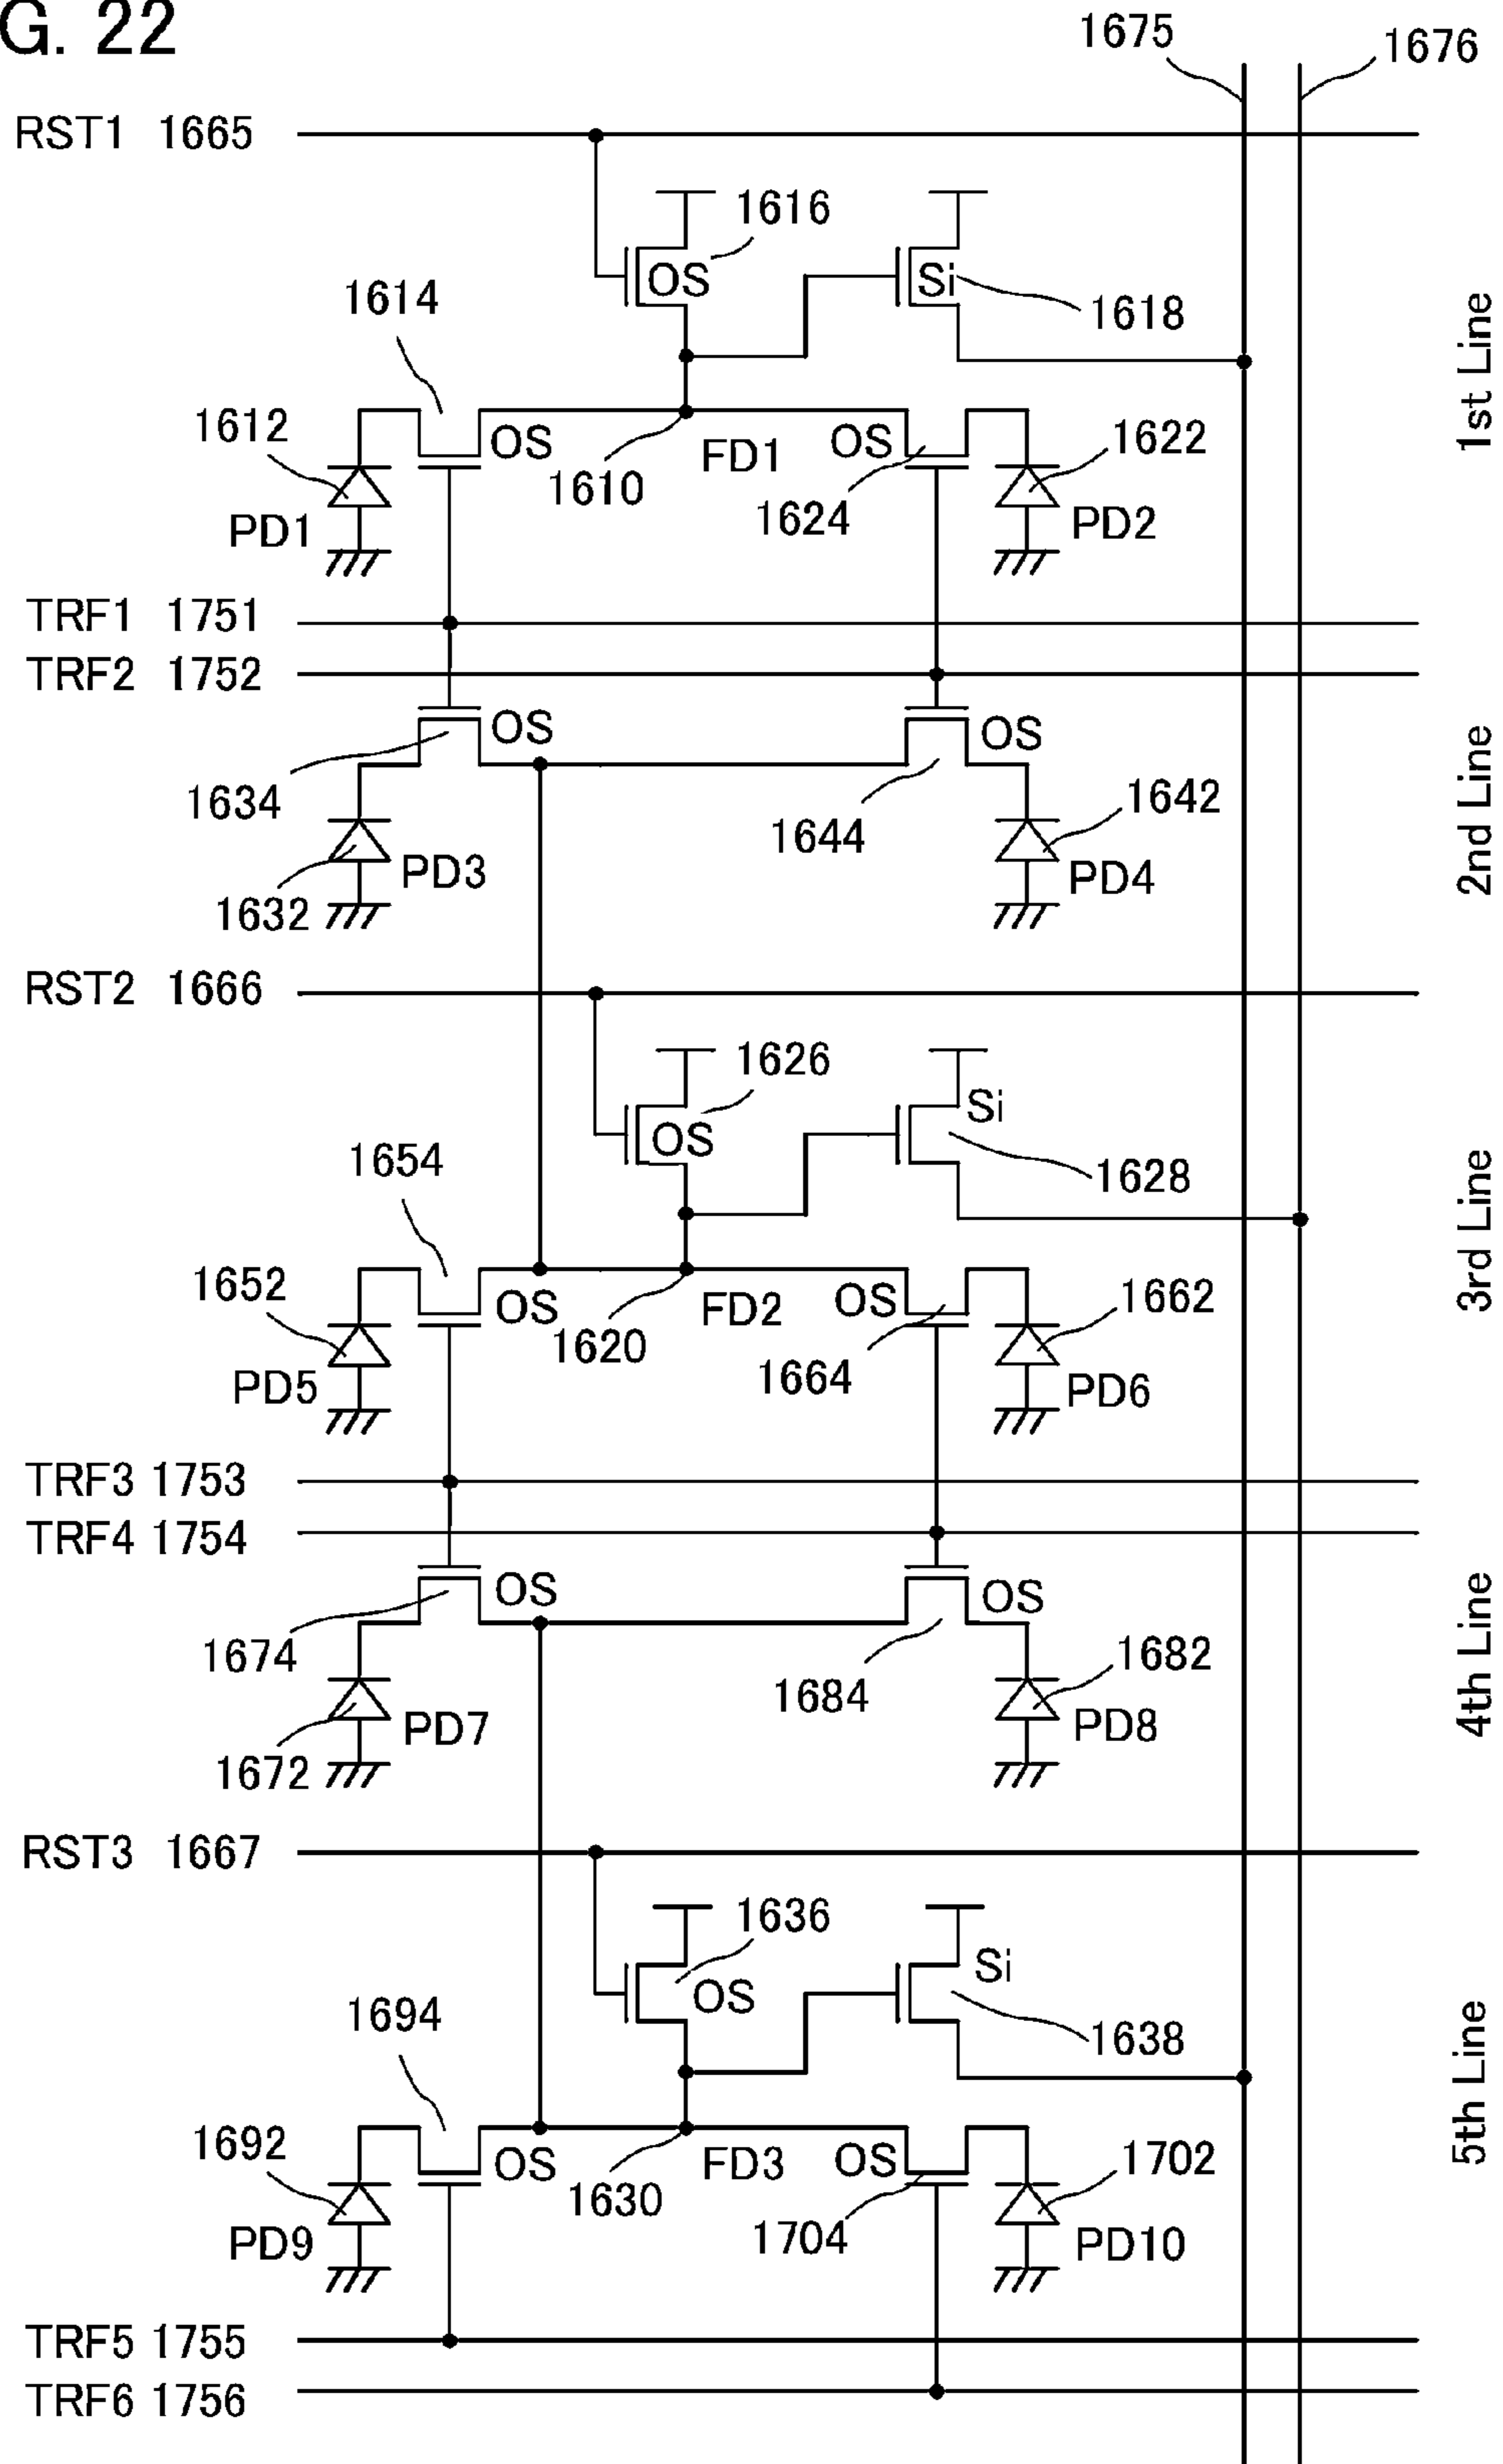 G. 22
1675
1676
RST1 1665
1616
OS
Si
1618
1614
1612
OS
FD1
OS
1622
1610
1624
PD1
PD2
1st Line
TRF1 1751
TRF2 1752
OS
OS
1634
1644
1642
PD3
PD4
1632
2nd Line
RST2 1666
1626
OS
Si
1628
1654
1652
OS
FD2
OS
1662
1620
1664
PD5
PD6
3rd Line
TRF3 1753
TRF4 1754
OS
OS
1674
1684
1682
PD7
PD8
1672
4th Line
RST3 1667
1636
OS
Si
1638
1694
1692
OS
FD3
OS
1702
1630
1704
PD9
PD10
5th Line
TRF5 1755
TRF6 1756